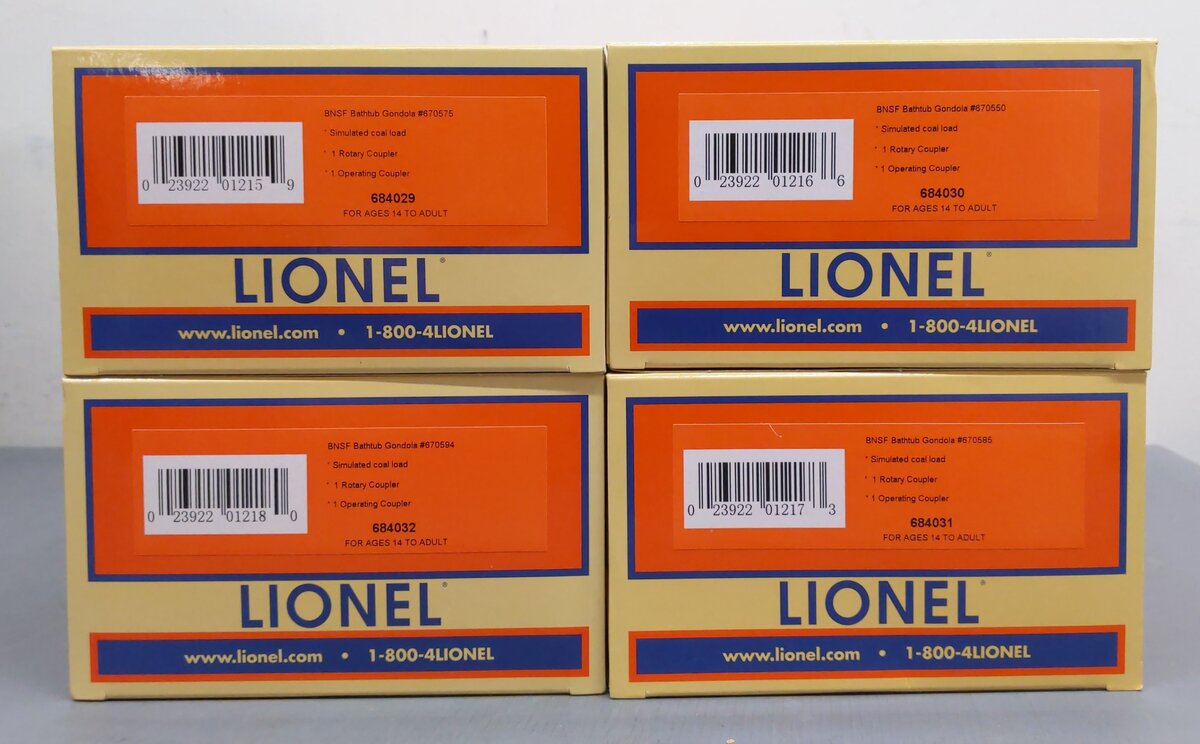 BNSF Bathtub Gondola #670575
* Simulated coal load
* 1 Rotary Coupler
* 1 Operating Coupler
0 23922 01215 9
684029
FOR AGES 14 TO ADULT
LIONEL®
www.lionel.com • 1-800-4LIONEL
BNSF Bathtub Gondola #670550
* Simulated coal load
* 1 Rotary Coupler
* 1 Operating Coupler
0 23922 01216 6
684030
FOR AGES 14 TO ADULT
LIONEL®
www.lionel.com • 1-800-4LIONEL
BNSF Bathtub Gondola #670594
* Simulated coal load
* 1 Rotary Coupler
* 1 Operating Coupler
0 23922 01218 0
684032
FOR AGES 14 TO ADULT
LIONEL®
www.lionel.com • 1-800-4LIONEL
BNSF Bathtub Gondola #670585
* Simulated coal load
* 1 Rotary Coupler
* 1 Operating Coupler
0 23922 01217 3
684031
FOR AGES 14 TO ADULT
LIONEL®
www.lionel.com • 1-800-4LIONEL